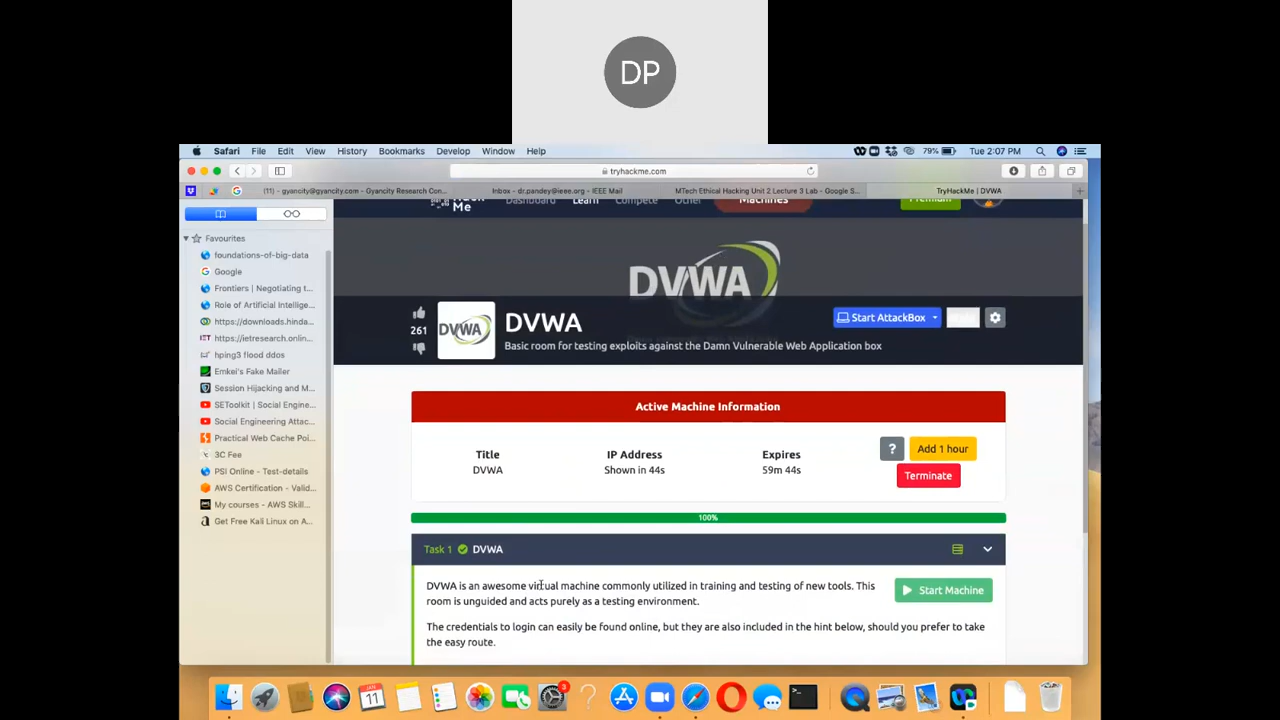 DP
Safari File Edit View History Bookmarks Develop Window Help 79% Tue 2:07 PM
tryhackme.com
(11) - gyancity@gyancity.com - Gyancity Research Con... Inbox - dr.pandey@ieee.org - IEEE Mail MTech Ethical Hacking Unit 2 Lecture 3 Lab - Google S... TryHackMe | DVWA
Me Dashboard Learn Compete Other Machines Premium
Favourites
foundations-of-big-data
Google
Frontiers | Negotiating t...
Role of Artificial Intellige...
https://downloads.hinda...
https://ietresearch.onlin...
hping3 flood ddos
Emkei's Fake Mailer
Session Hijacking and M...
SEToolkit | Social Engine...
Social Engineering Attac...
Practical Web Cache Poi...
3C Fee
PSI Online - Test-details
AWS Certification - Valid...
My courses - AWS Skill...
Get Free Kali Linux on A...
DVWA
261
DVWA
DVWA
Start AttackBox
Basic room for testing exploits against the Damn Vulnerable Web Application box
Active Machine Information
Title IP Address Expires
DVWA Shown in 44s 59m 44s
? Add 1 hour
Terminate
100%
Task 1 DVWA
DVWA is an awesome virtual machine commonly utilized in training and testing of new tools. This
room is unguided and acts purely as a testing environment.
Start Machine
The credentials to login can easily be found online, but they are also included in the hint below, should you prefer to take
the easy route.
JAN
11
3